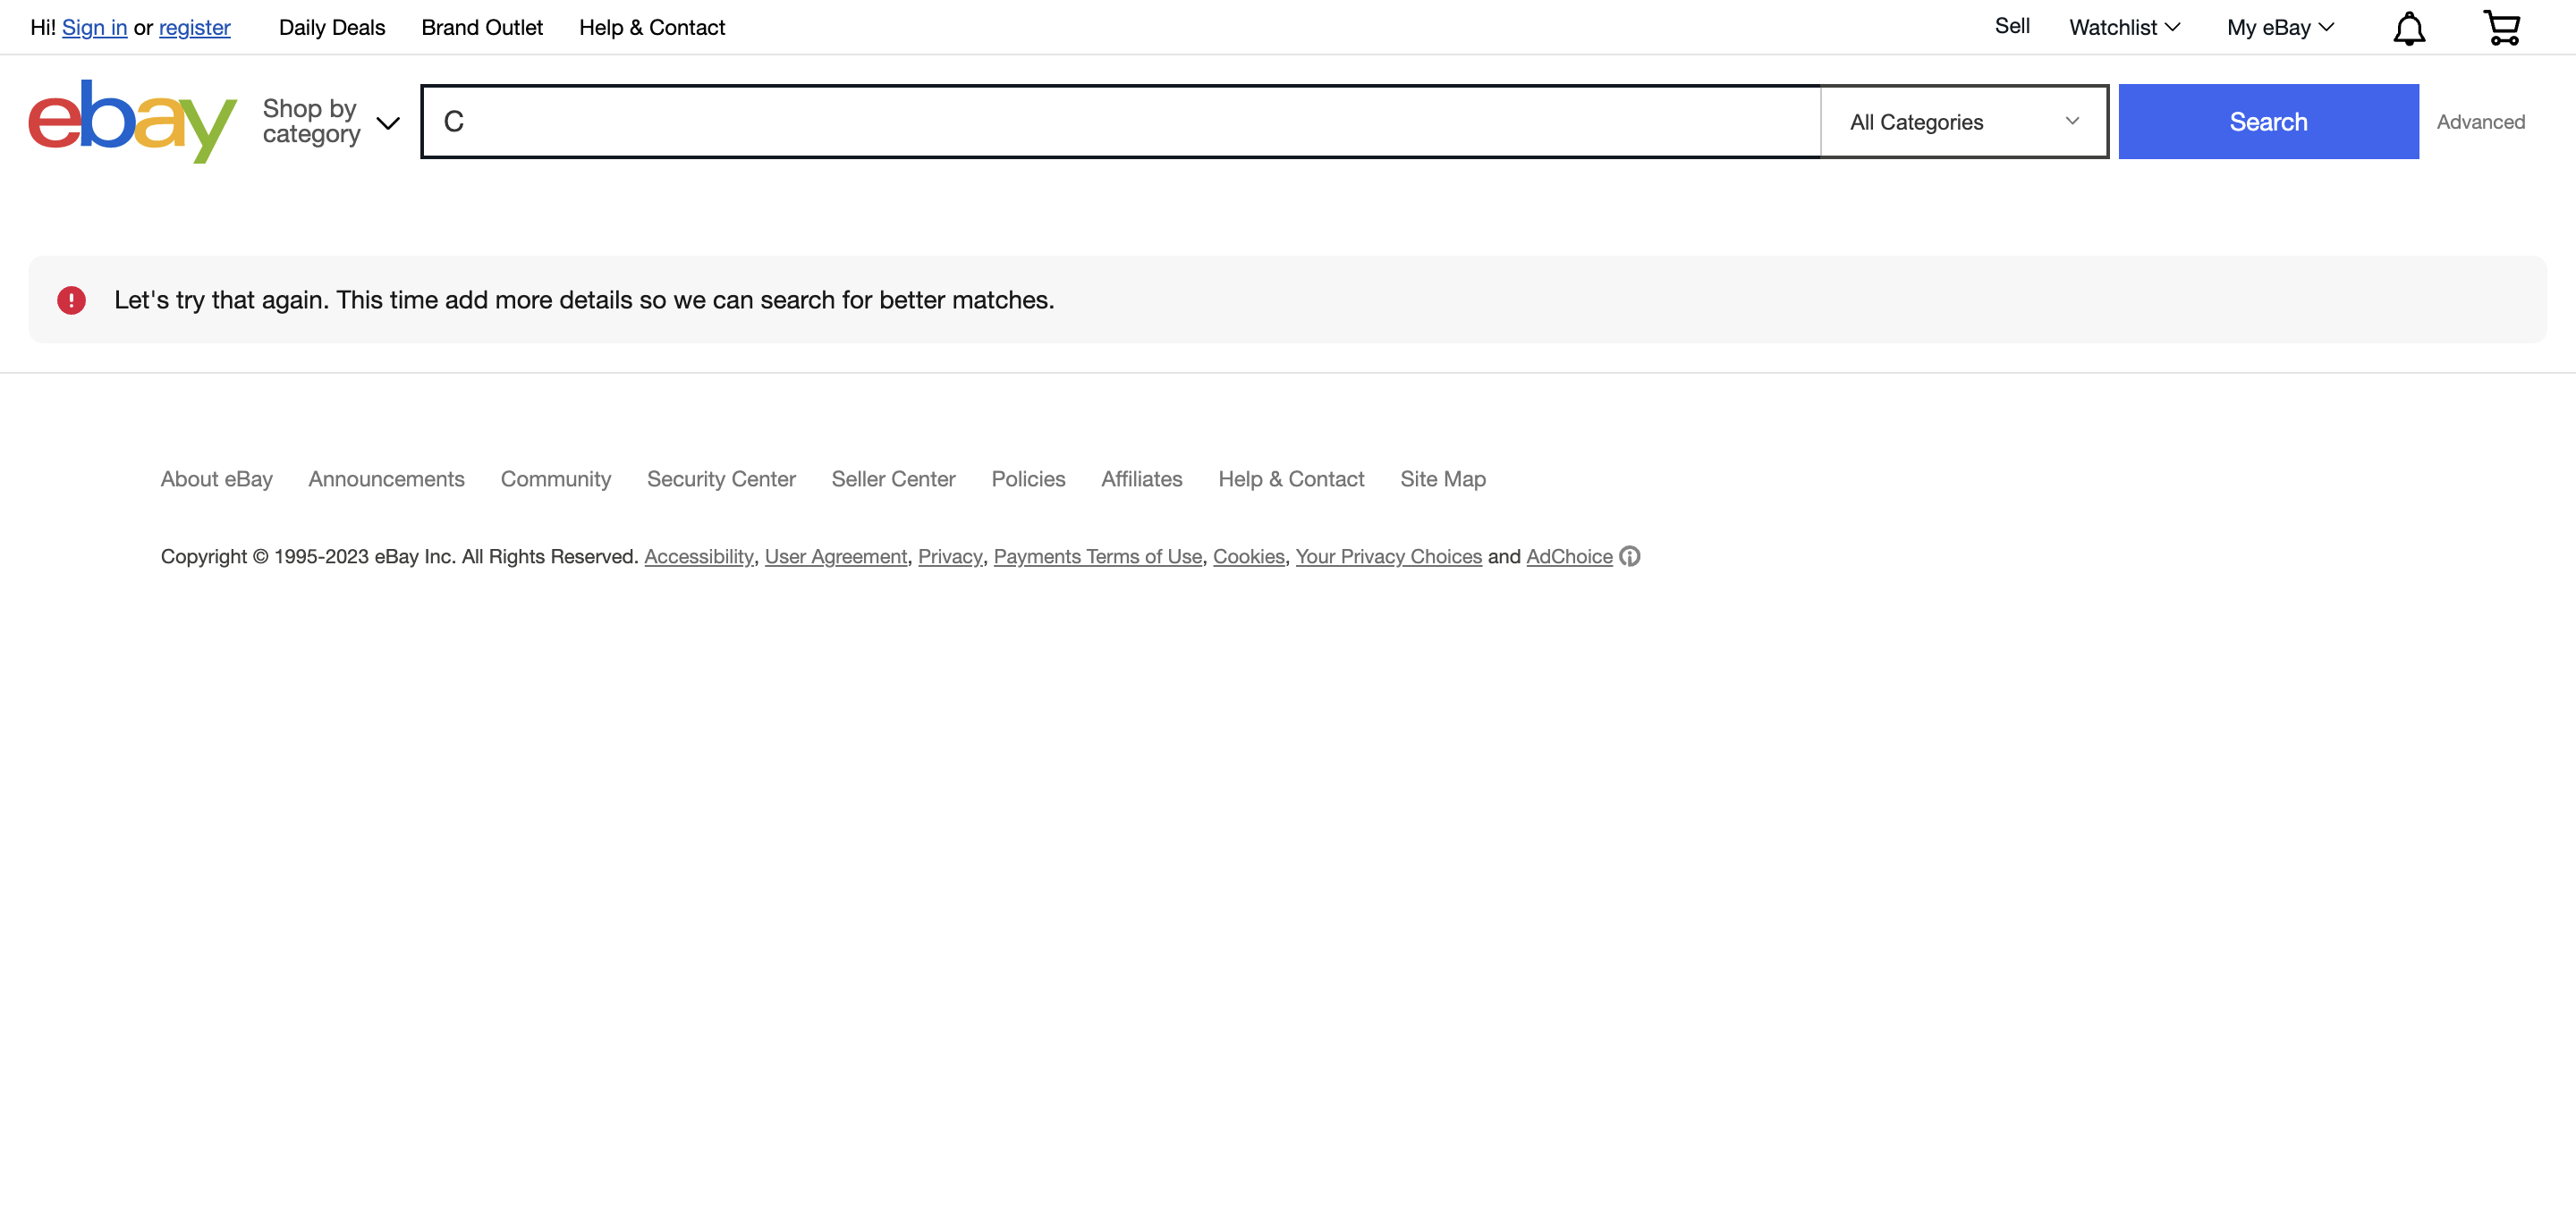 Hi! Sign in or register Daily Deals Brand Outlet Help & Contact Sell Watchlist My eBay
ebay Shop by category C All Categories Search Advanced
Let's try that again. This time add more details so we can search for better matches.
About eBay Announcements Community Security Center Seller Center Policies Affiliates Help & Contact Site Map
Copyright © 1995-2023 eBay Inc. All Rights Reserved. Accessibility, User Agreement, Privacy, Payments Terms of Use, Cookies, Your Privacy Choices and AdChoice